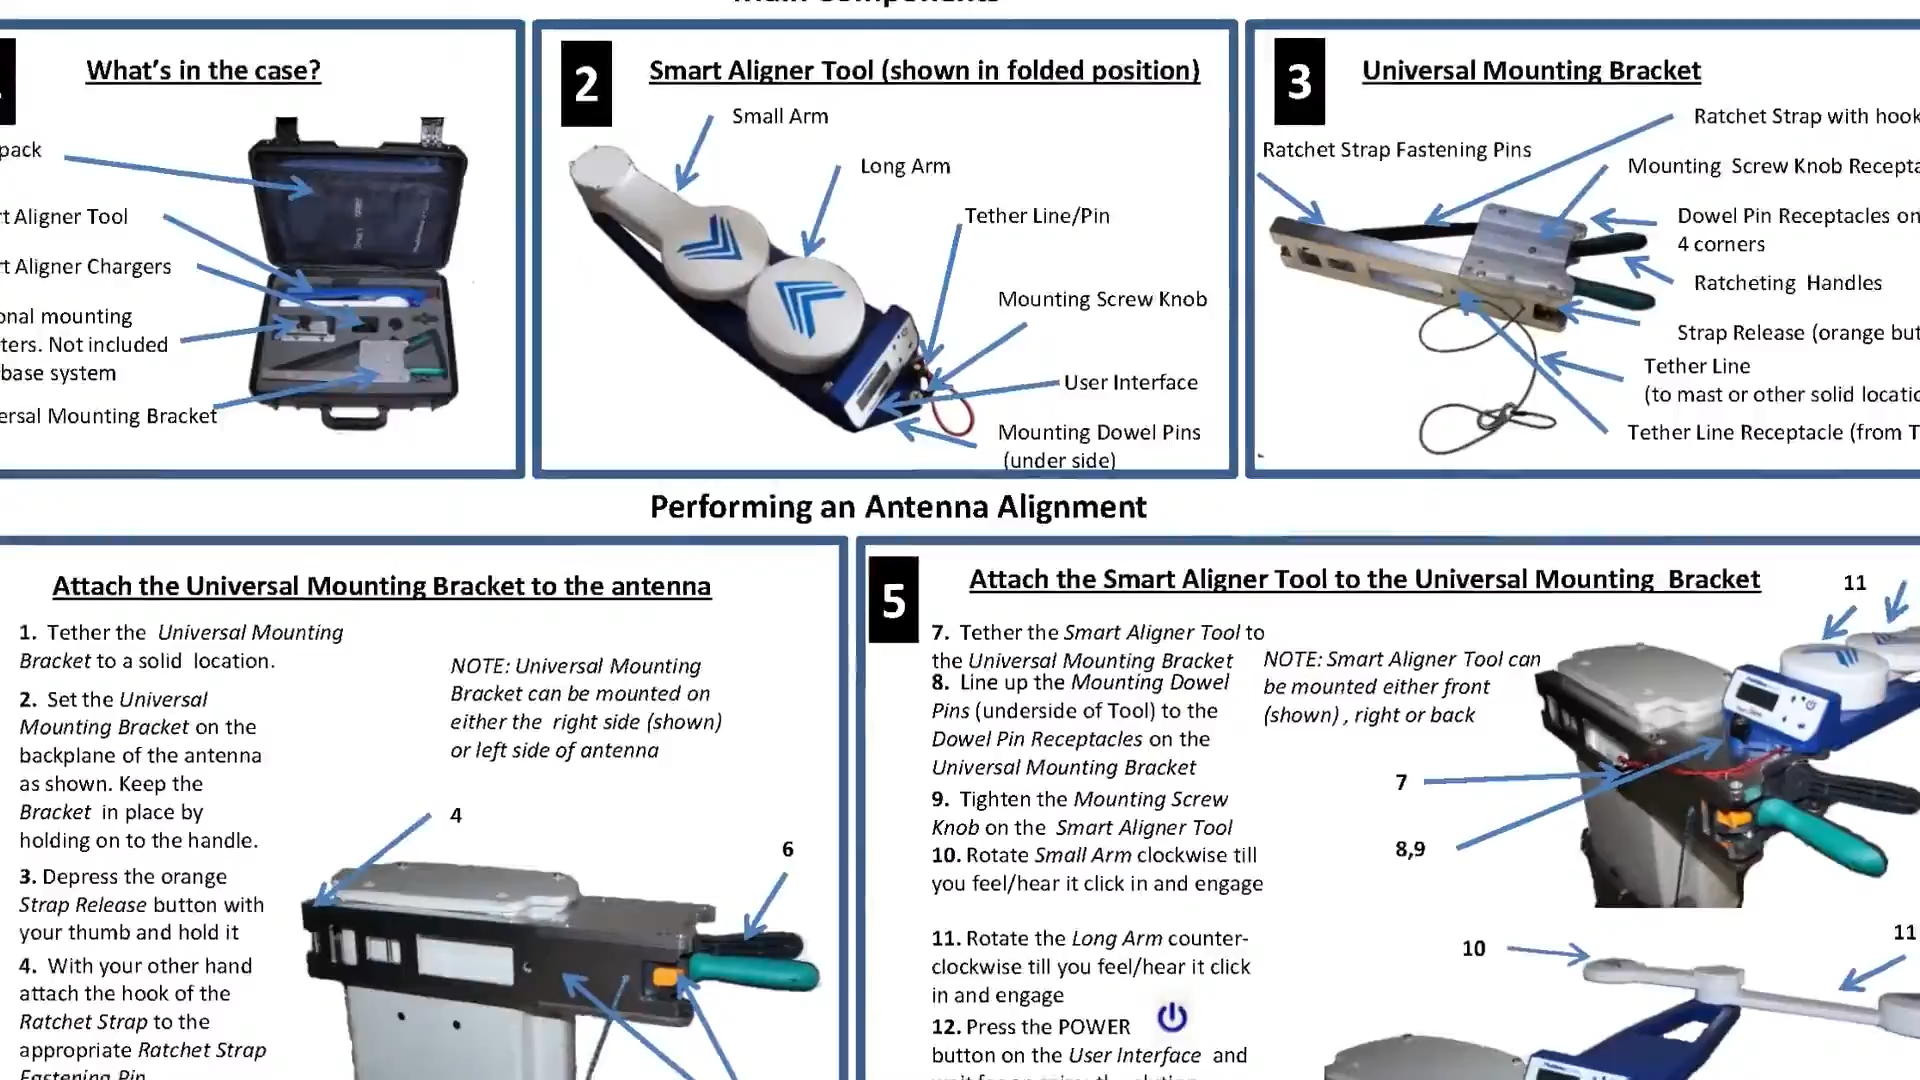 Main Components
What's in the case?
pack
rt Aligner Tool
rt Aligner Chargers
onal mounting
ters. Not included
base system
ersal Mounting Bracket
2
Smart Aligner Tool (shown in folded position)
Small Arm
Long Arm
Tether Line/Pin
Mounting Screw Knob
User Interface
Mounting Dowel Pins
(under side)
3
Universal Mounting Bracket
Ratchet Strap with hook
Ratchet Strap Fastening Pins
Mounting Screw Knob Recepta
Dowel Pin Receptacles on
4 corners
Ratcheting Handles
Strap Release (orange but
Tether Line
(to mast or other solid locatio
Tether Line Receptacle (from T
Performing an Antenna Alignment
Attach the Universal Mounting Bracket to the antenna
1. Tether the Universal Mounting
Bracket to a solid location.
2. Set the Universal
Mounting Bracket on the
backplane of the antenna
as shown. Keep the
Bracket in place by
holding on to the handle.
3. Depress the orange
Strap Release button with
your thumb and hold it
4. With your other hand
attach the hook of the
Ratchet Strap to the
appropriate Ratchet Strap
Fastening Pin
NOTE: Universal Mounting
Bracket can be mounted on
either the right side (shown)
or left side of antenna
4
6
5
Attach the Smart Aligner Tool to the Universal Mounting Bracket
7. Tether the Smart Aligner Tool to
the Universal Mounting Bracket
8. Line up the Mounting Dowel
Pins (underside of Tool) to the
Dowel Pin Receptacles on the
Universal Mounting Bracket
9. Tighten the Mounting Screw
Knob on the Smart Aligner Tool
10. Rotate Small Arm clockwise till
you feel/hear it click in and engage
11. Rotate the Long Arm counter-
clockwise till you feel/hear it click
in and engage
12. Press the POWER
button on the User Interface and
NOTE: Smart Aligner Tool can
be mounted either front
(shown) , right or back
11
7
8,9
10
11